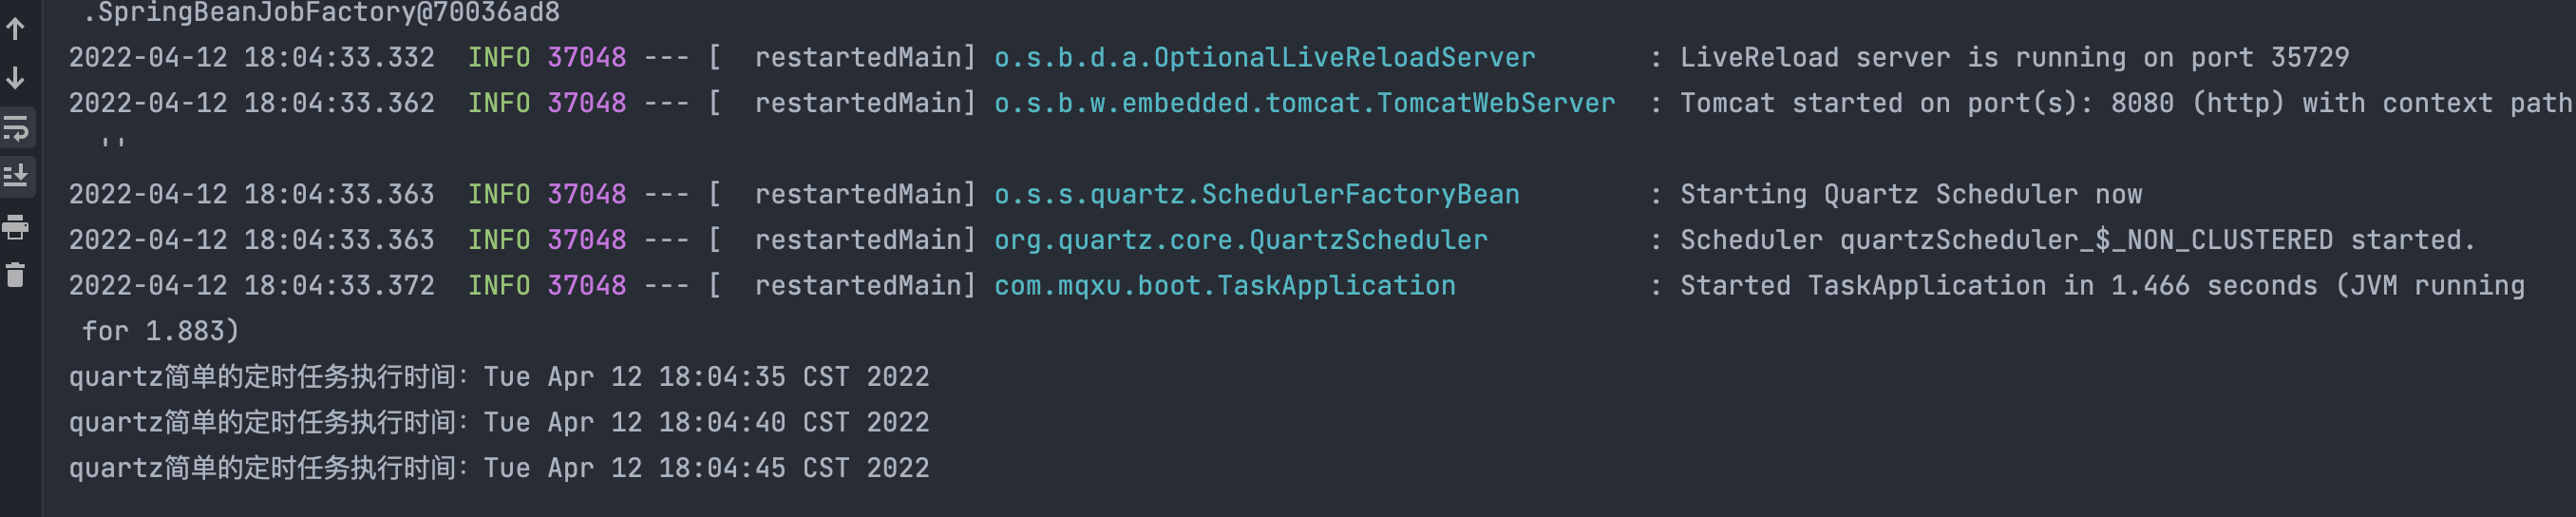 .SpringBeanJobFactory@70036ad8
2022-04-12 18:04:33.332  INFO 37048 --- [  restartedMain] o.s.b.d.a.OptionalLiveReloadServer       : LiveReload server is running on port 35729
2022-04-12 18:04:33.362  INFO 37048 --- [  restartedMain] o.s.b.w.embedded.tomcat.TomcatWebServer  : Tomcat started on port(s): 8080 (http) with context path
''
2022-04-12 18:04:33.363  INFO 37048 --- [  restartedMain] o.s.s.quartz.SchedulerFactoryBean        : Starting Quartz Scheduler now
2022-04-12 18:04:33.363  INFO 37048 --- [  restartedMain] org.quartz.core.QuartzScheduler          : Scheduler quartzScheduler_$_NON_CLUSTERED started.
2022-04-12 18:04:33.372  INFO 37048 --- [  restartedMain] com.mqxu.boot.TaskApplication            : Started TaskApplication in 1.466 seconds (JVM running
for 1.883)
quartz简单的定时任务执行时间：Tue Apr 12 18:04:35 CST 2022
quartz简单的定时任务执行时间：Tue Apr 12 18:04:40 CST 2022
quartz简单的定时任务执行时间：Tue Apr 12 18:04:45 CST 2022